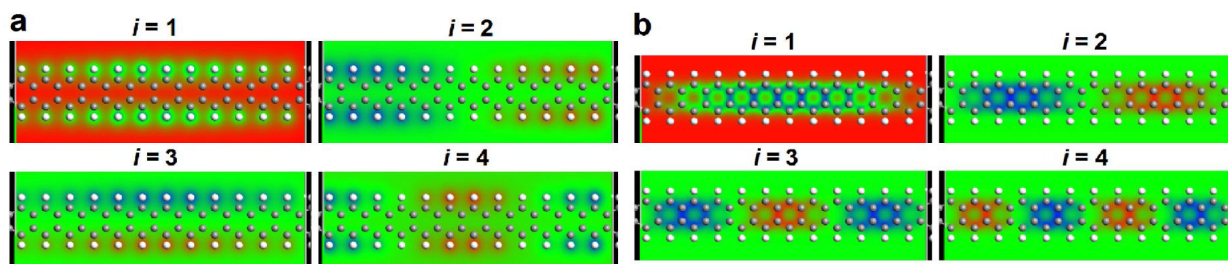 a
i = 1
i = 2
i = 3
i = 4
b
i = 1
i = 2
i = 3
i = 4